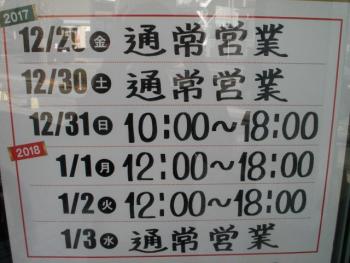 2017
12/29 金 通常営業
12/30 土 通常営業
12/31 日 10:00〜18:00
2018
1/1 月 12:00〜18:00
1/2 火 12:00〜18:00
1/3 水 通常営業